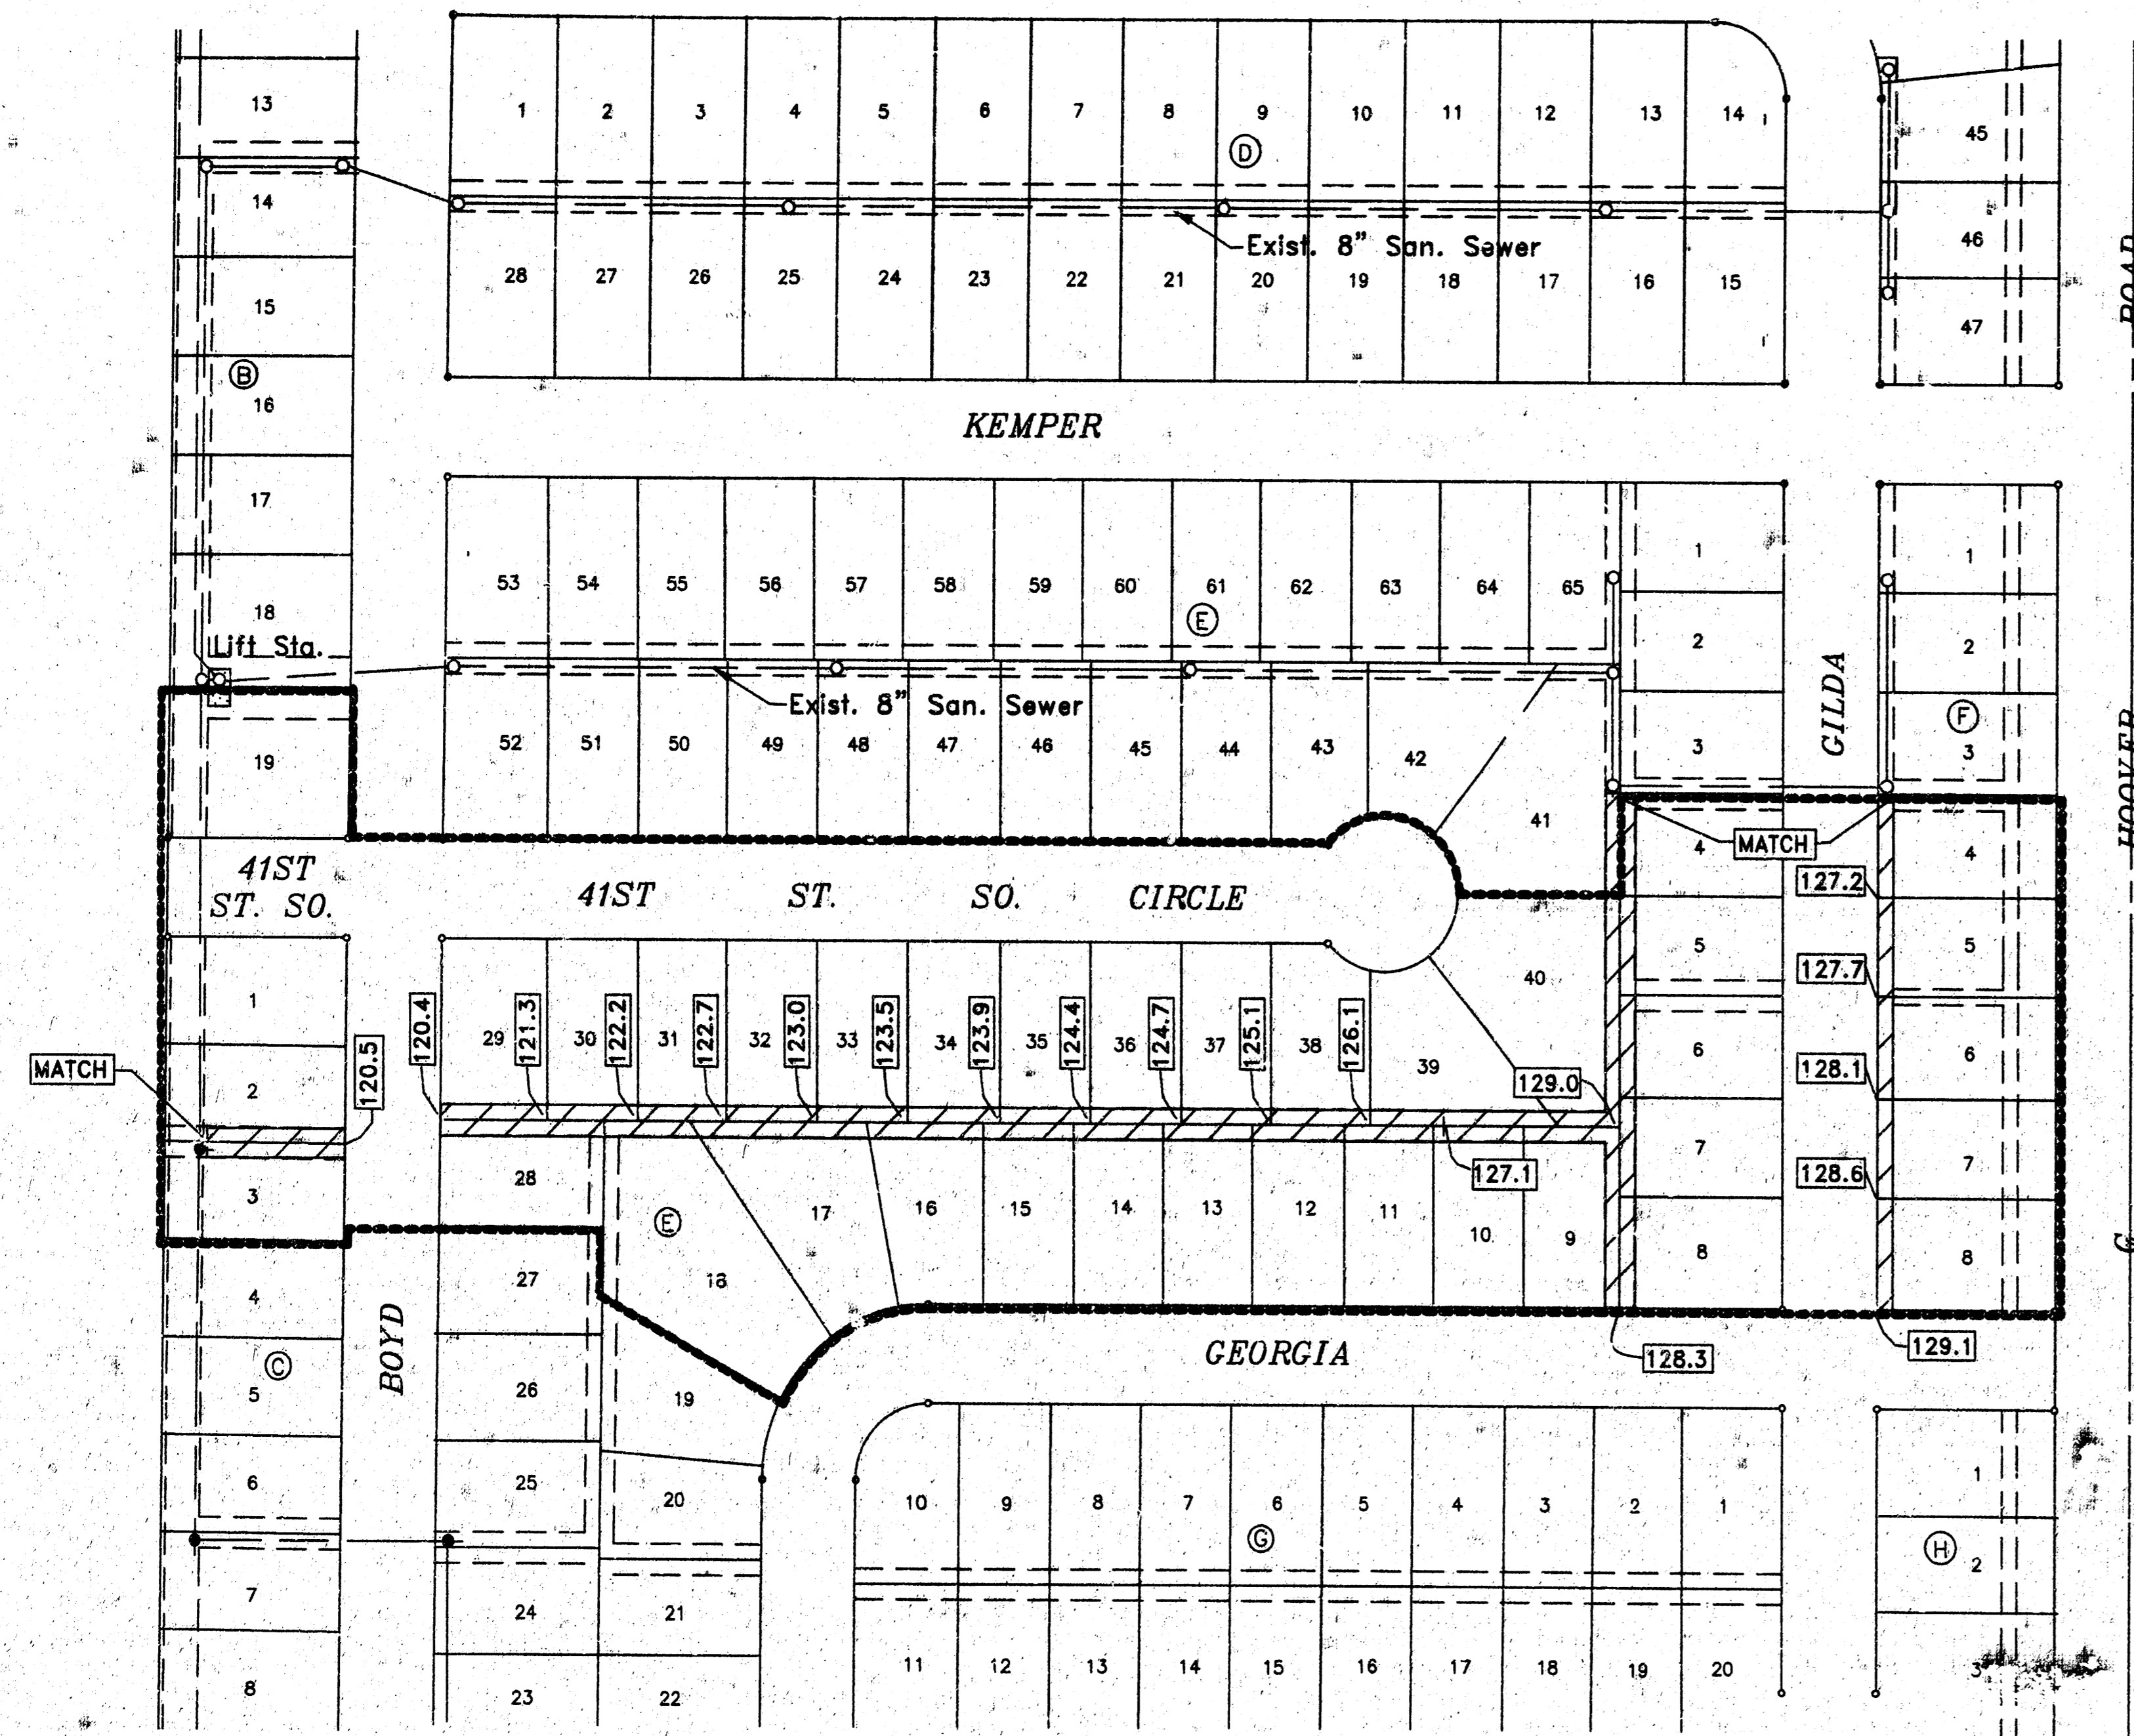 13 1 2 3 4 5 6 7 8 9 10 11 12 13 14 45
D
14 46
Exist. 8" San. Sewer
28 27 26 25 24 23 22 21 20 19 18 17 16 15
15 47
B
16
ROAD
KEMPER
17
53 54 55 56 57 58 59 60 61 62 63 64 65 1 1
E
18 2 2
Lift Sta.
Exist. 8" San. Sewer
GILDA
F
HOOVER
19 52 51 50 49 48 47 46 45 44 43 42 3 3
41
MATCH
4 4
127.2
41ST
ST. SO.
41ST ST. SO. CIRCLE
40 5 5
127.7
1
120.4 29 121.3 30 122.2 31 122.7 32 123.0 33 123.5 34 123.9 35 124.4 36 124.7 37 125.1 38 126.1 39
6 6
MATCH
2
120.5
129.0
128.1
7 7
127.1
128.6
3 28
E
18 17 16 15 14 13 12 11 10 9 8 8
27
4
BOYD
GEORGIA
128.3
129.1
C
5 26 19
6 25 20 10 9 8 7 6 5 4 3 2 1 1
G
H
2
7 24 21
8 23 22 11 12 13 14 15 16 17 18 19 20 3